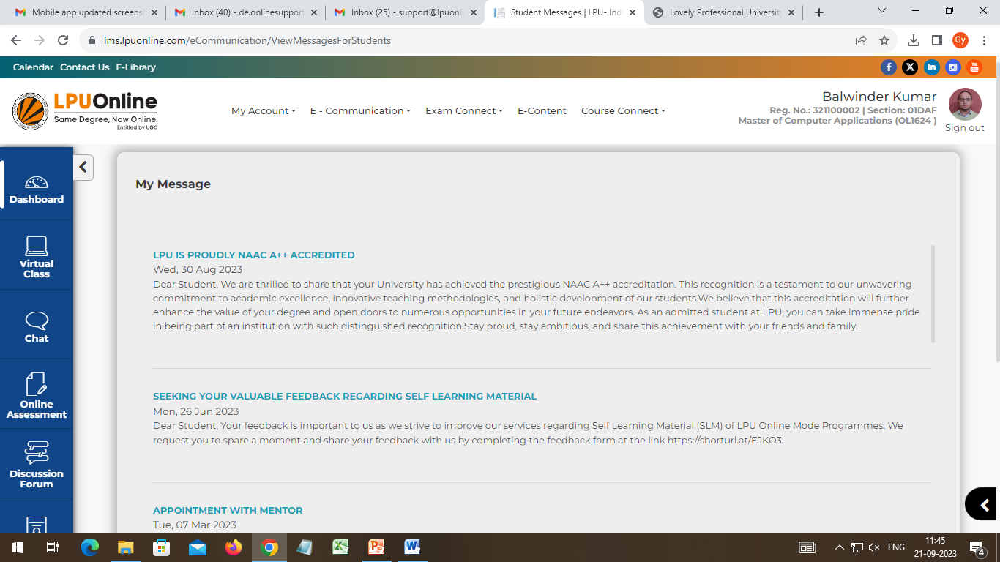 Mobile app updated screensh
Inbox (40) - de.onlinesupport
Inbox (25) - support@lpuonli
Student Messages | LPU- Indi
Lovely Professional University
lms.lpuonline.com/eCommunication/ViewMessagesForStudents
Gy
Calendar Contact Us E-Library
LPUOnline
Same Degree, Now Online.
Entitled by UGC
My Account
E - Communication
Exam Connect
E-Content
Course Connect
Balwinder Kumar
Reg. No.: 321100002 | Section: 01DAF
Master of Computer Applications (OL1624 )
Sign out
Dashboard
Virtual
Class
Chat
Online
Assessment
Discussion
Forum
My Message
LPU IS PROUDLY NAAC A++ ACCREDITED
Wed, 30 Aug 2023
Dear Student, We are thrilled to share that your University has achieved the prestigious NAAC A++ accreditation. This recognition is a testament to our unwavering
commitment to academic excellence, innovative teaching methodologies, and holistic development of our students.We believe that this accreditation will further
enhance the value of your degree and open doors to numerous opportunities in your future endeavors. As an admitted student at LPU, you can take immense pride
in being part of an institution with such distinguished recognition.Stay proud, stay ambitious, and share this achievement with your friends and family.
SEEKING YOUR VALUABLE FEEDBACK REGARDING SELF LEARNING MATERIAL
Mon, 26 Jun 2023
Dear Student, Your feedback is important to us as we strive to improve our services regarding Self Learning Material (SLM) of LPU Online Mode Programmes. We
request you to spare a moment and share your feedback with us by completing the feedback form at the link https://shorturl.at/EJKO3
APPOINTMENT WITH MENTOR
Tue, 07 Mar 2023
ENG
11:45
21-09-2023
4